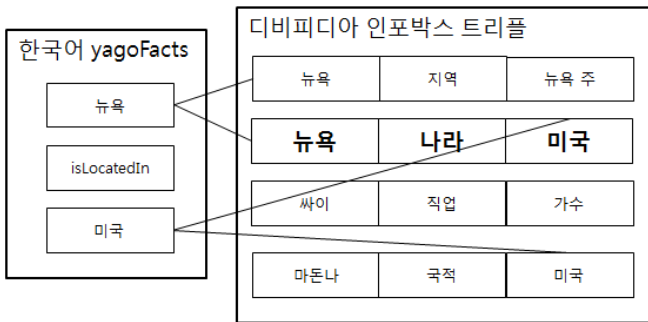 한국어 yagoFacts
뉴욕
isLocatedIn
미국
디비피디아 인포박스 트리플
뉴욕 지역 뉴욕 주
뉴욕 나라 미국
싸이 직업 가수
마돈나 국적 미국